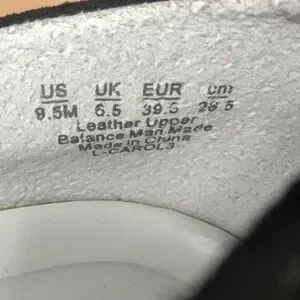 US UK EUR cm
9.5M 6.5 39.5 26.5
Leather Upper
Balance Man Made
Made in China
L-CAROL3